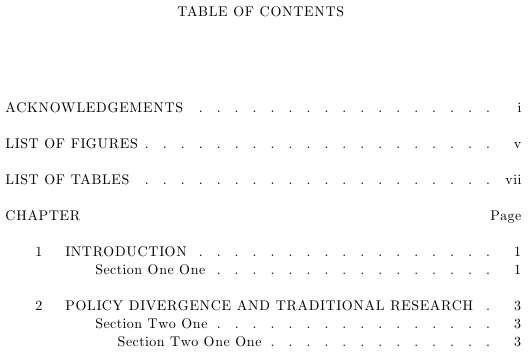 TABLE OF CONTENTS
ACKNOWLEDGEMENTS . . . . . . . . . . . . . . . . . i
LIST OF FIGURES . . . . . . . . . . . . . . . . . . . . v
LIST OF TABLES . . . . . . . . . . . . . . . . . . . . vii
CHAPTER Page
1 INTRODUCTION . . . . . . . . . . . . . . . . . 1
Section One One . . . . . . . . . . . . . . . . 1
2 POLICY DIVERGENCE AND TRADITIONAL RESEARCH . 3
Section Two One . . . . . . . . . . . . . . . . 3
Section Two One One . . . . . . . . . . . . . 3